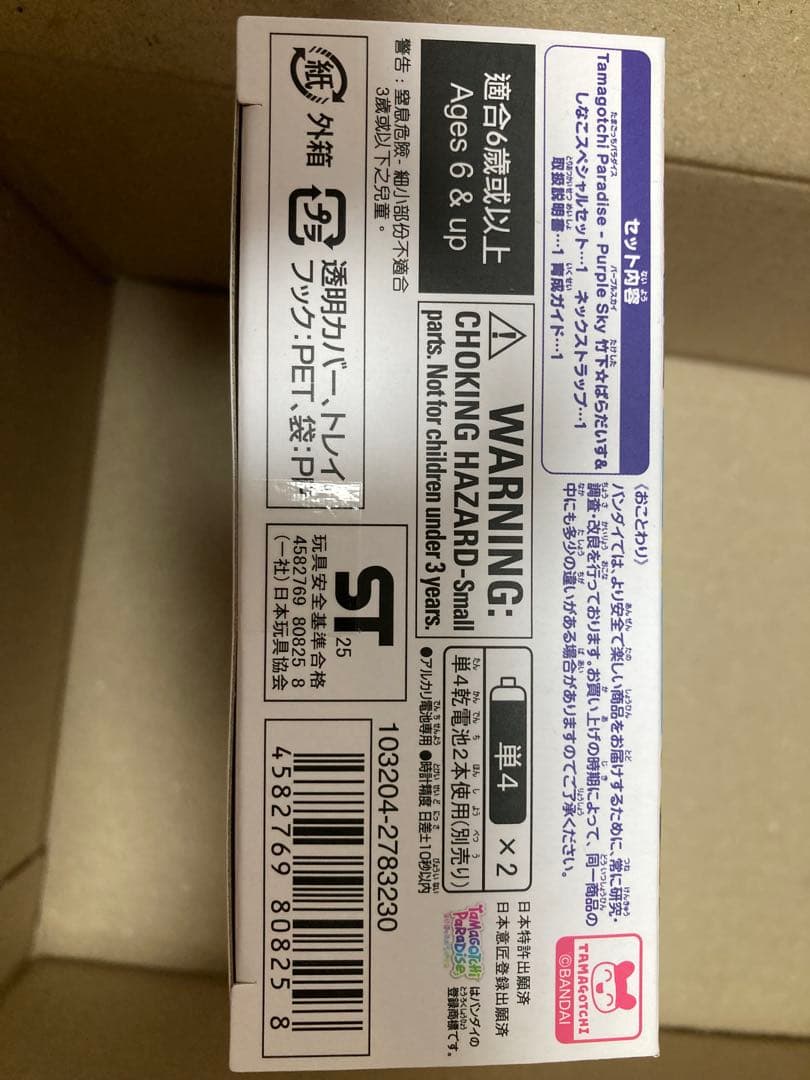 セット内容
Tamagotchi Paradise - Purple Sky 竹下☆ぱらだいす&
しなこスペシャルセット…1 ネックストラップ…1
取扱説明書…1 育成ガイド…1
〈おことわり〉
バンダイでは、より安全で楽しい商品をお届けするために、常に研究・
調査・改良を行っております。お買い上げの時期によって、同一商品の
中にも多少の違いがある場合がありますのでご了承ください。
TAMAGOTCHI
©BANDAI
適合6歲或以上
Ages 6 & up
警告：窒息危險-細小部份不適合
3歲或以下之兒童。
WARNING:
CHOKING HAZARD-Small
parts. Not for children under 3 years.
単4 ×2
単4乾電池2本使用(別売り)
●アルカリ電池専用 ●時計精度 日差±10秒以内
日本特許出願済
日本意匠登録出願済
TaMaGOTCHI PaRaDiSe はバンダイの
登録商標です。
紙 外箱 プラ 透明カバー、トレイ
フック:PET、袋:P
ST 25
玩具安全基準合格
4582769 80825 8
(一社)日本玩具協会
103204-2783230
4582769 808258